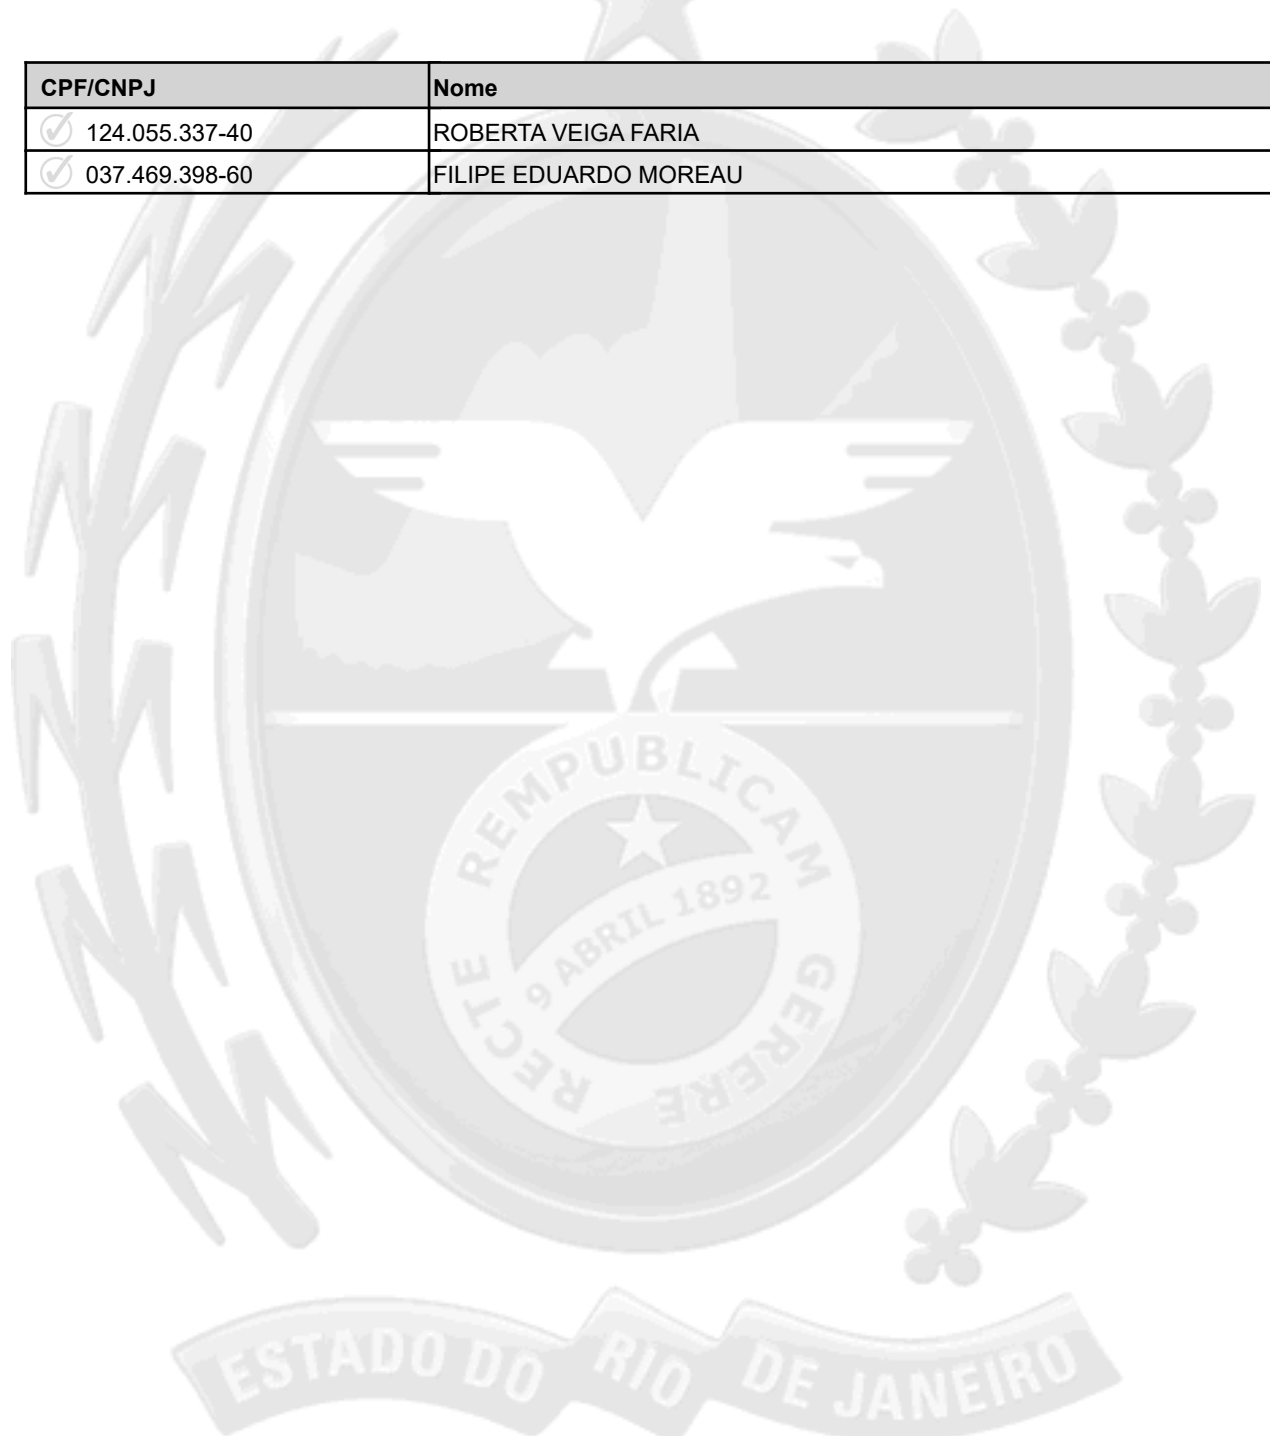 CPF/CNPJ Nome
124.055.337-40 ROBERTA VEIGA FARIA
037.469.398-60 FILIPE EDUARDO MOREAU
RECTE REMPUBLICAM GERERE
9 ABRIL 1892
ESTADO DO RIO DE JANEIRO